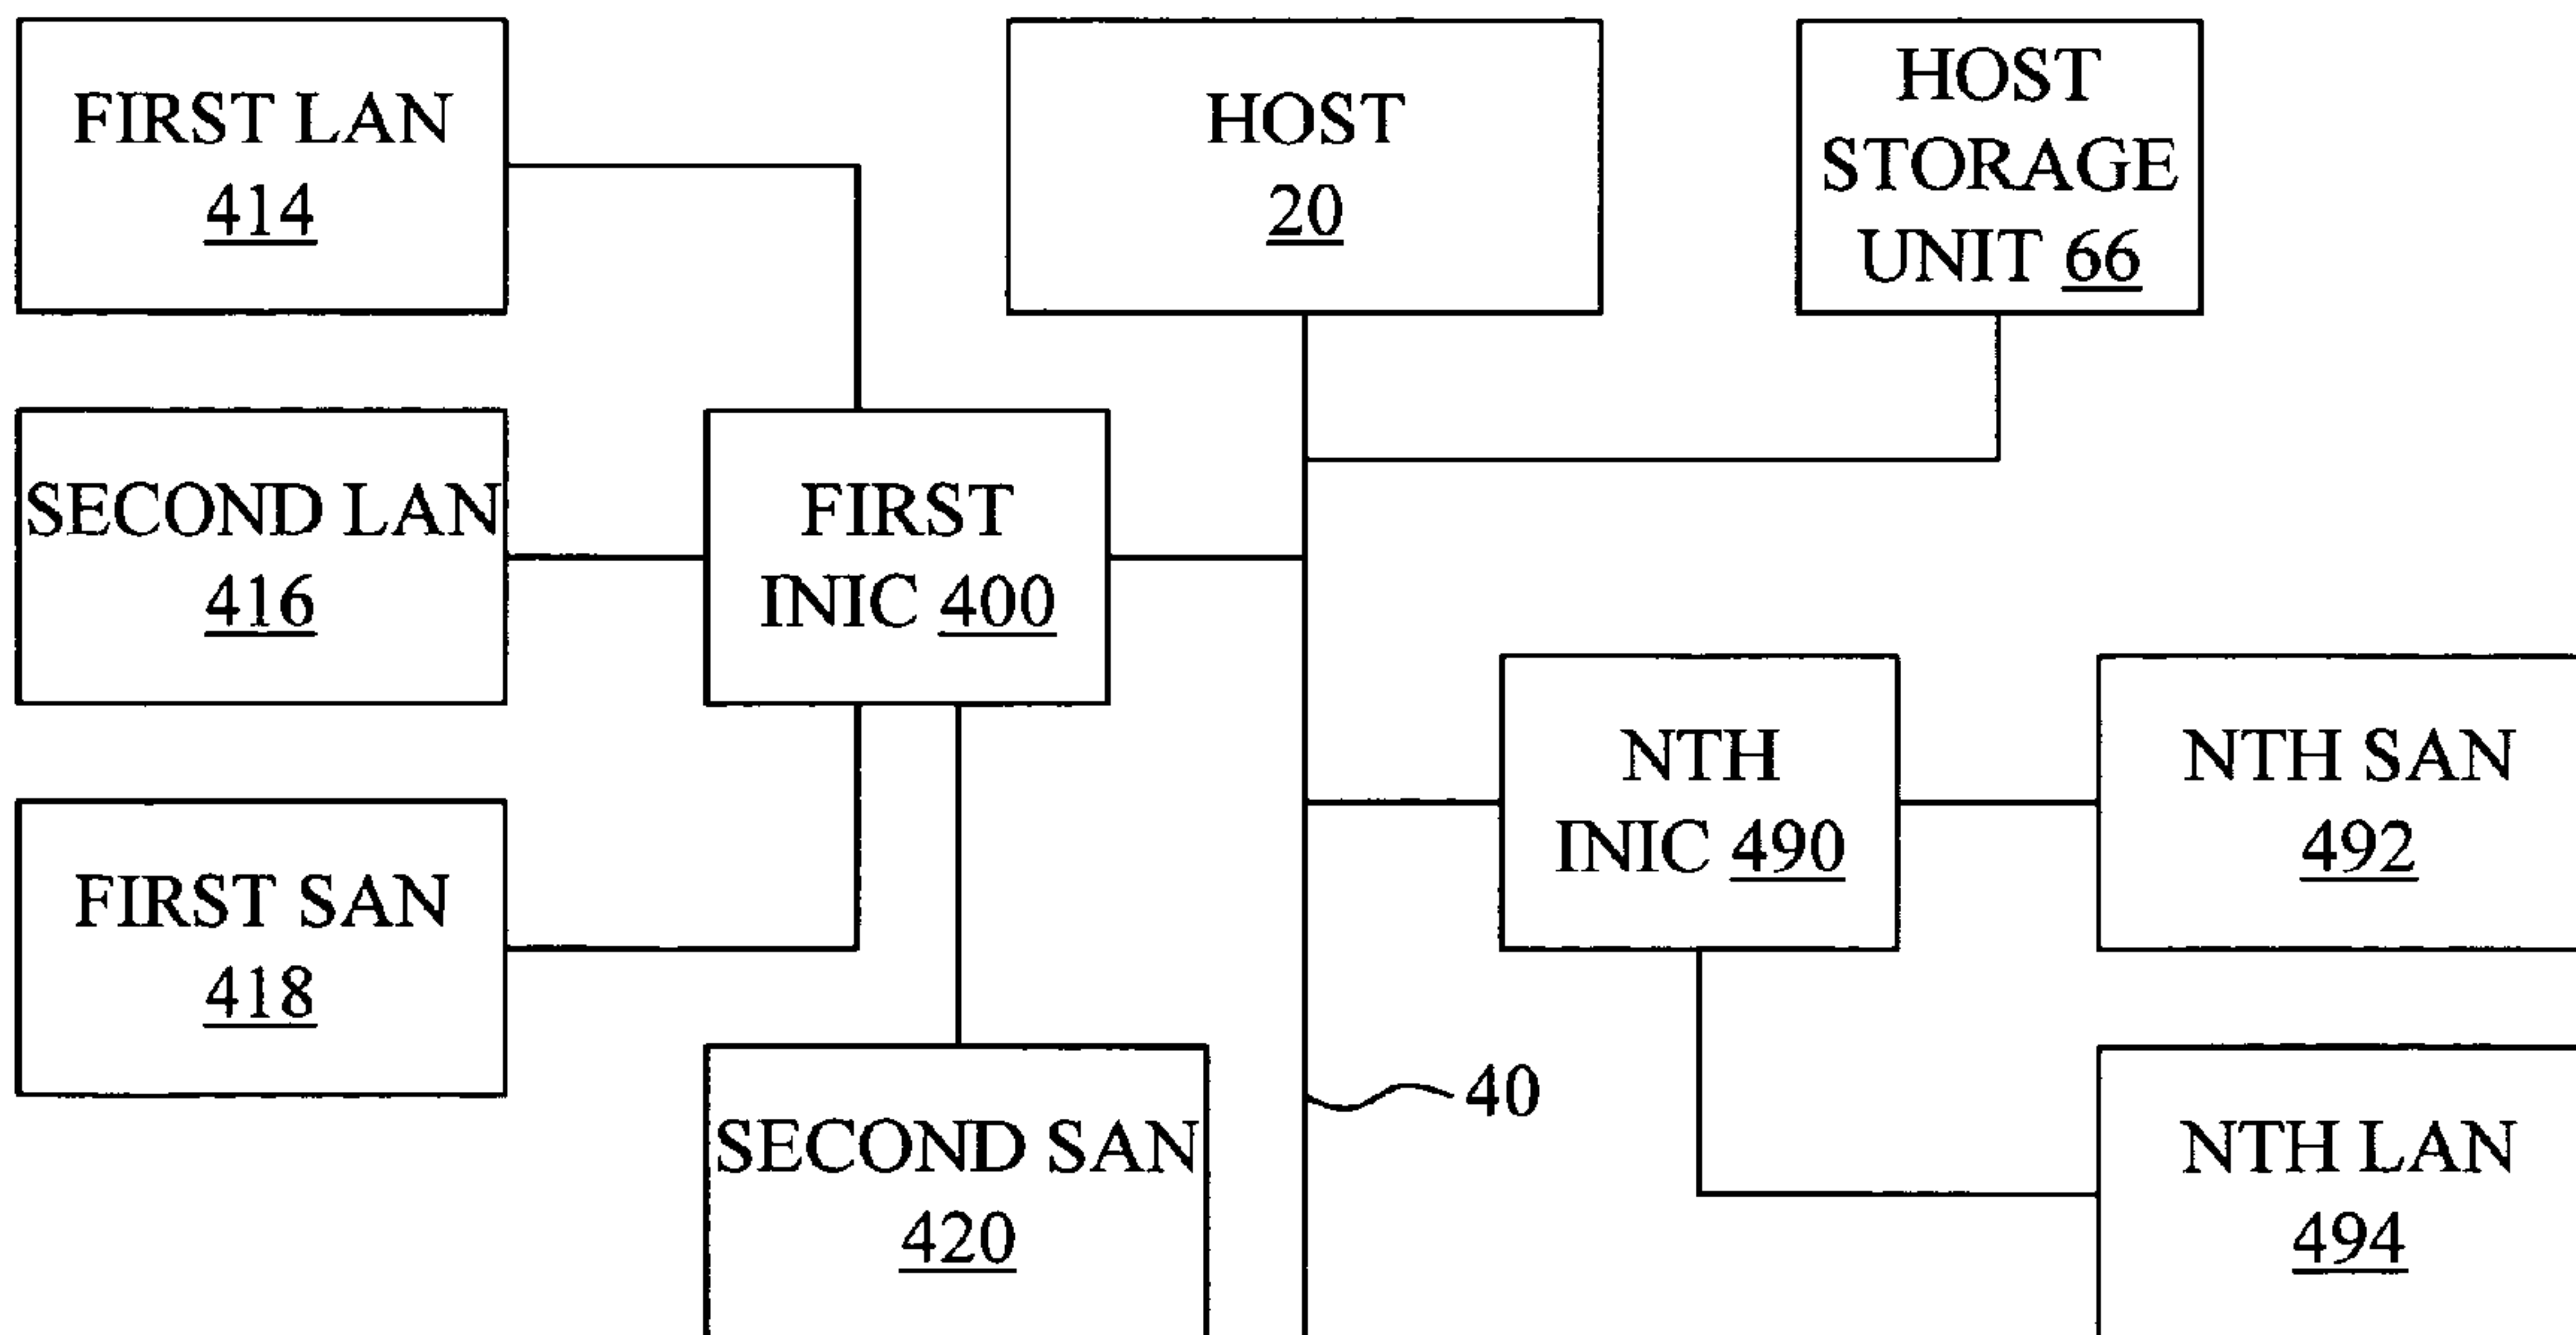 FIRST LAN
414
HOST
20
HOST
STORAGE
UNIT 66
SECOND LAN
416
FIRST
INIC 400
FIRST SAN
418
NTH
INIC 490
NTH SAN
492
SECOND SAN
420
40
NTH LAN
494